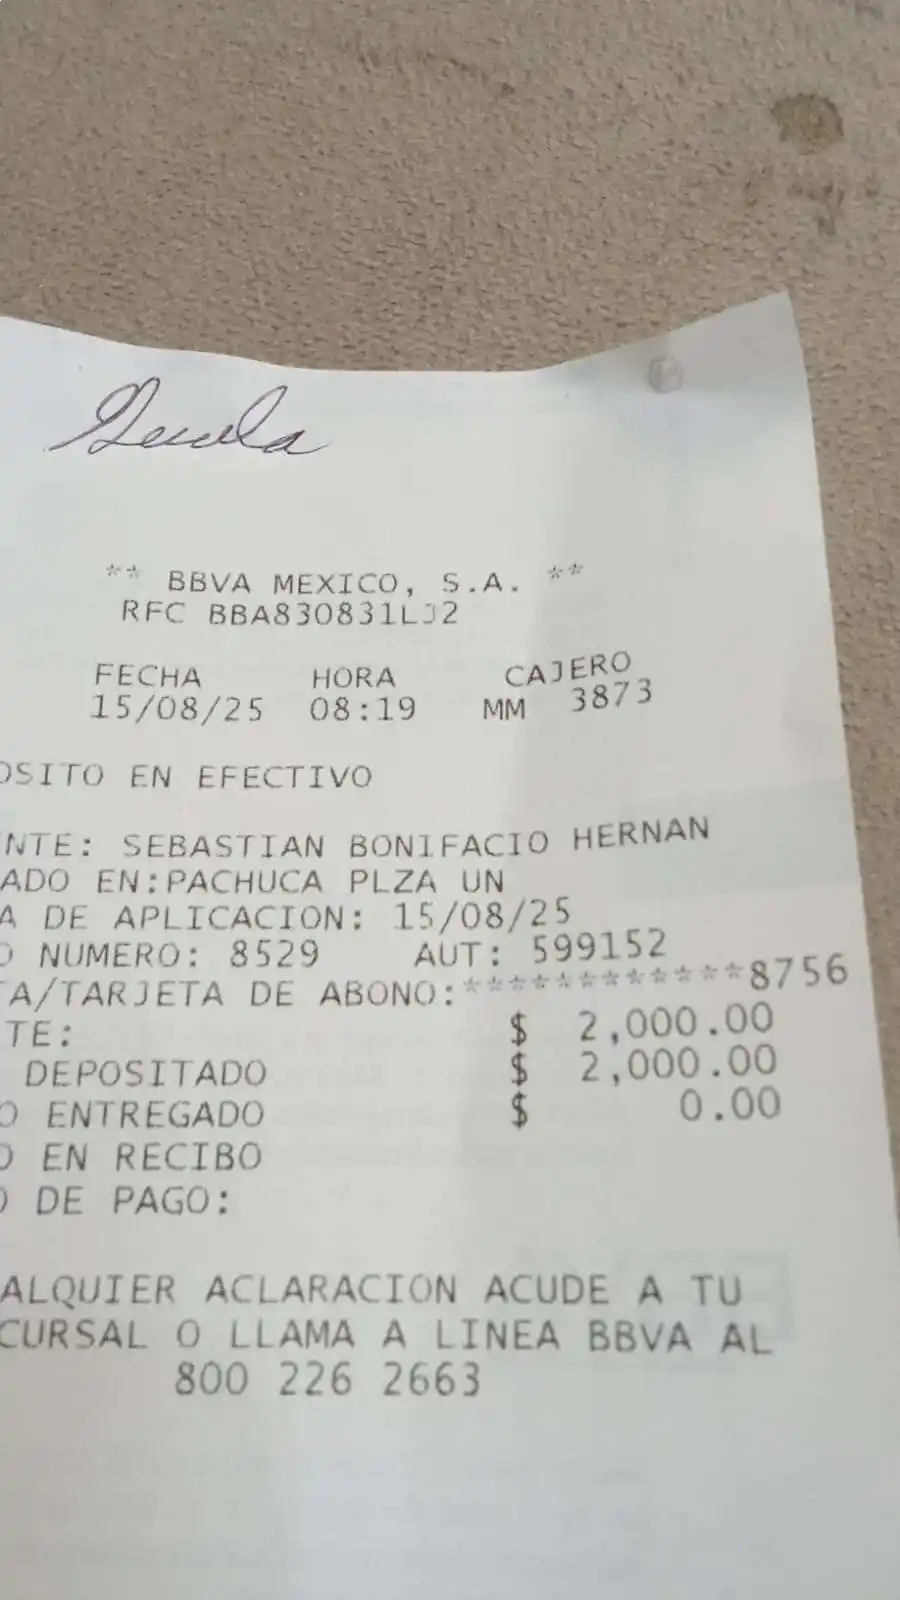 ** BBVA MEXICO, S.A. **
RFC BBA830831LJ2
FECHA HORA CAJERO
15/08/25 08:19 MM 3873
OSITO EN EFECTIVO
NTE: SEBASTIAN BONIFACIO HERNAN
ADO EN:PACHUCA PLZA UN
A DE APLICACION: 15/08/25
O NUMERO: 8529 AUT: 599152
TA/TARJETA DE ABONO:************8756
TE: $ 2,000.00
DEPOSITADO $ 2,000.00
O ENTREGADO $ 0.00
O EN RECIBO
O DE PAGO:
ALQUIER ACLARACION ACUDE A TU
CURSAL O LLAMA A LINEA BBVA AL
800 226 2663